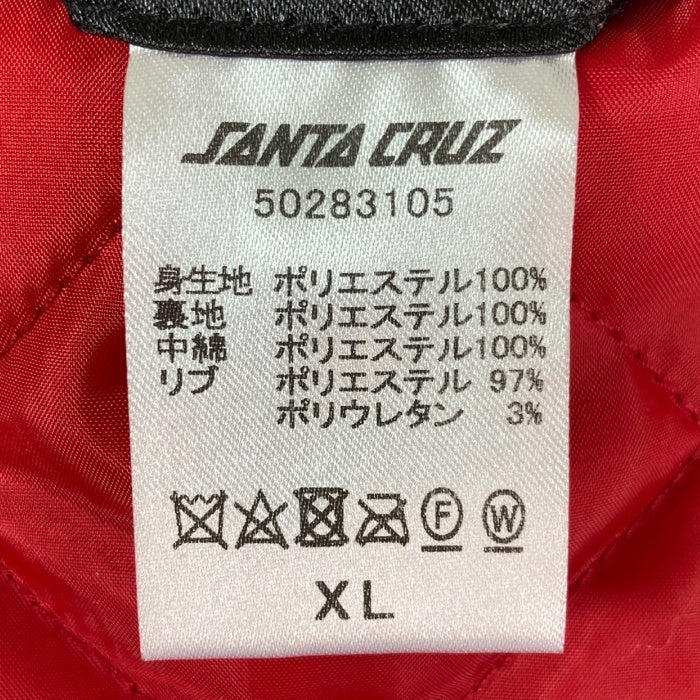 SANTA CRUZ
50283105
身生地 ポリエステル100%
裏地 ポリエステル100%
中綿 ポリエステル100%
リブ ポリエステル 97%
ポリウレタン 3%
F W
XL